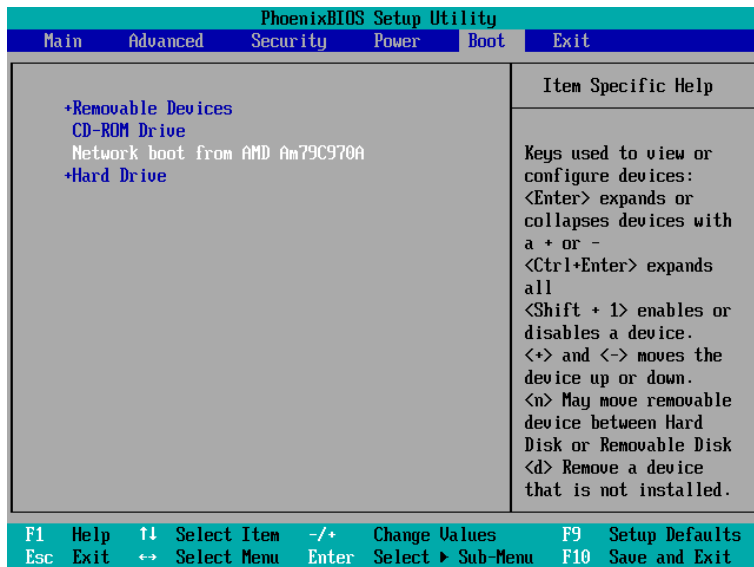 PhoenixBIOS Setup Utility
Main Advanced Security Power Boot Exit
+Removable Devices
CD-ROM Drive
Network boot from AMD Am79C970A
+Hard Drive
Item Specific Help
Keys used to view or
configure devices:
<Enter> expands or
collapses devices with
a + or -
<Ctrl+Enter> expands
all
<Shift + 1> enables or
disables a device.
<+> and <-> moves the
device up or down.
<n> May move removable
device between Hard
Disk or Removable Disk
<d> Remove a device
that is not installed.
F1 Help ↑↓ Select Item -/+ Change Values F9 Setup Defaults
Esc Exit ↔ Select Menu Enter Select ▶ Sub-Menu F10 Save and Exit